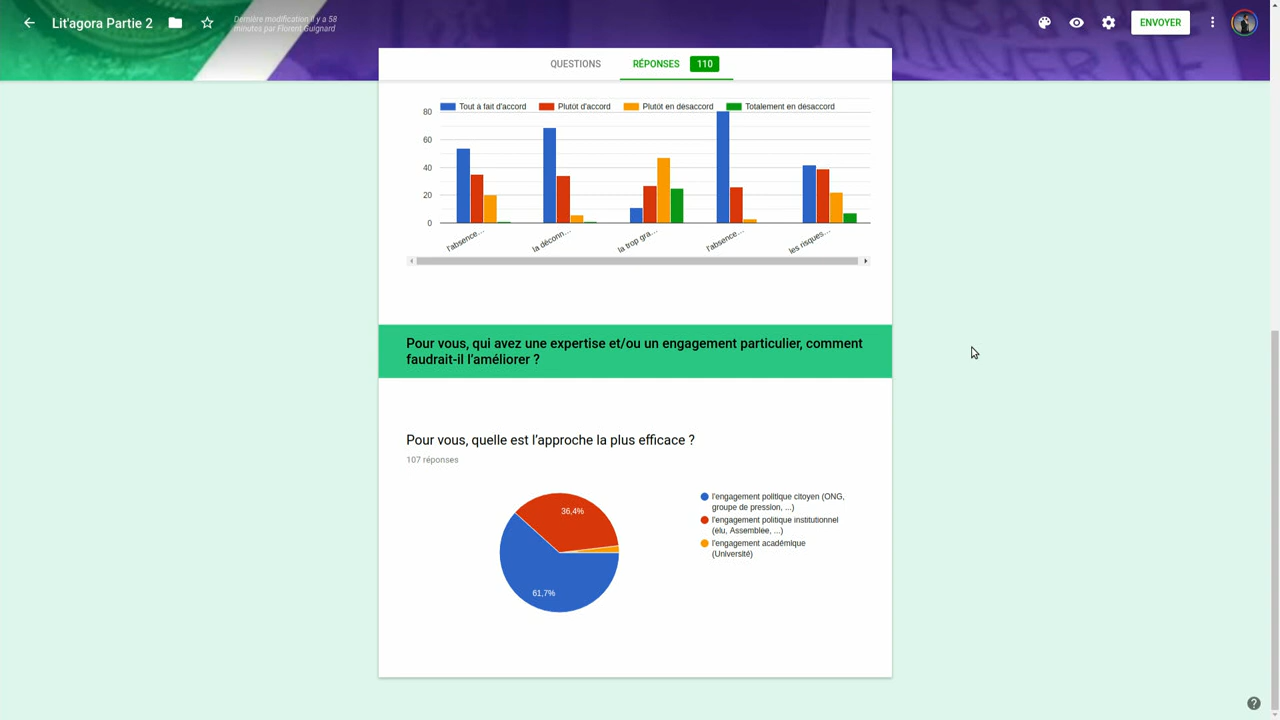 Lit'agora Partie 2
Dernière modification il y a 58
minutes par Florent Guignard
ENVOYER
QUESTIONS
RÉPONSES 110
Tout à fait d'accord
Plutôt d'accord
Plutôt en désaccord
Totalement en désaccord
80
60
40
20
0
l'absence…
la déconn…
la trop gra…
l'absence…
les risques…
Pour vous, qui avez une expertise et/ou un engagement particulier, comment
faudrait-il l'améliorer ?
Pour vous, quelle est l'approche la plus efficace ?
107 réponses
36,4%
61,7%
l'engagement politique citoyen (ONG,
groupe de pression, ...)
l'engagement politique institutionnel
(élu, Assemblée, ...)
l'engagement académique
(Université)